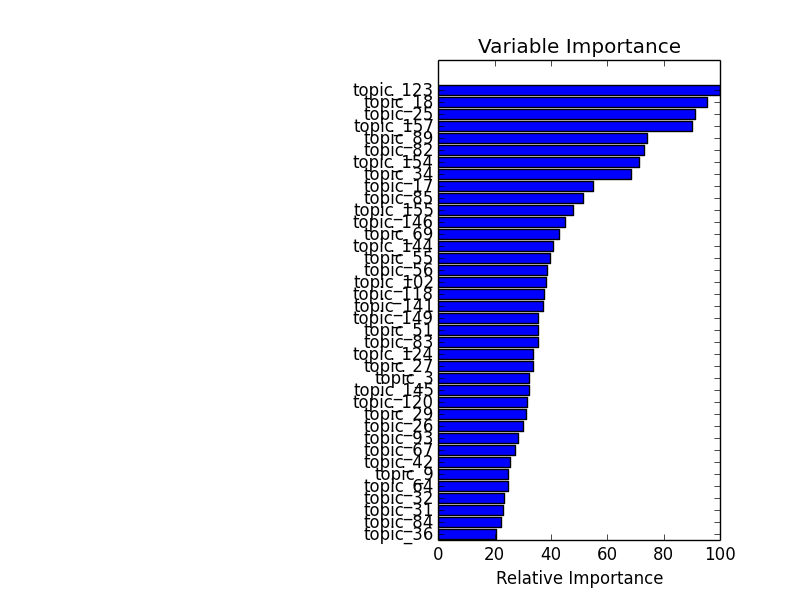 Variable Importance
topic_123
topic_18
topic_25
topic_157
topic_89
topic_82
topic_154
topic_34
topic_17
topic_85
topic_155
topic_146
topic_69
topic_144
topic_55
topic_56
topic_102
topic_118
topic_141
topic_149
topic_51
topic_83
topic_124
topic_27
topic_3
topic_145
topic_120
topic_29
topic_26
topic_93
topic_67
topic_42
topic_9
topic_64
topic_32
topic_31
topic_84
topic_36
0 20 40 60 80 100
Relative Importance